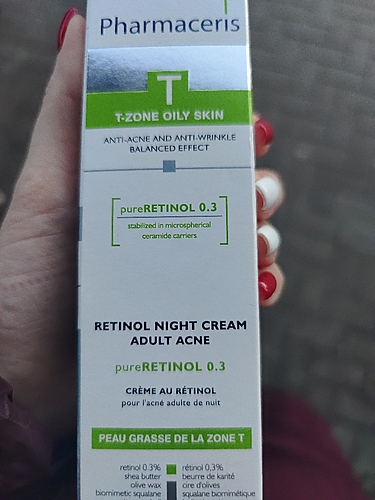 Pharmaceris
T
T-ZONE OILY SKIN
ANTI-ACNE AND ANTI-WRINKLE
BALANCED EFFECT
pureRETINOL 0.3
stabilized in microspherical
ceramide carriers
RETINOL NIGHT CREAM
ADULT ACNE
pureRETINOL 0.3
CRÈME AU RÉTINOL
pour l'acné adulte de nuit
PEAU GRASSE DE LA ZONE T
retinol 0.3% rétinol 0.3%
shea butter beurre de karité
olive wax cire d'olives
biomimetic squalane squalane biomimétique